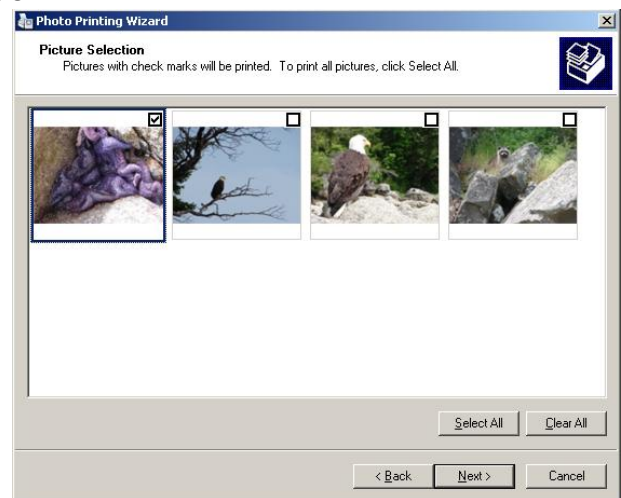 Photo Printing Wizard
Picture Selection
Pictures with check marks will be printed. To print all pictures, click Select All.
Select All
Clear All
< Back
Next >
Cancel